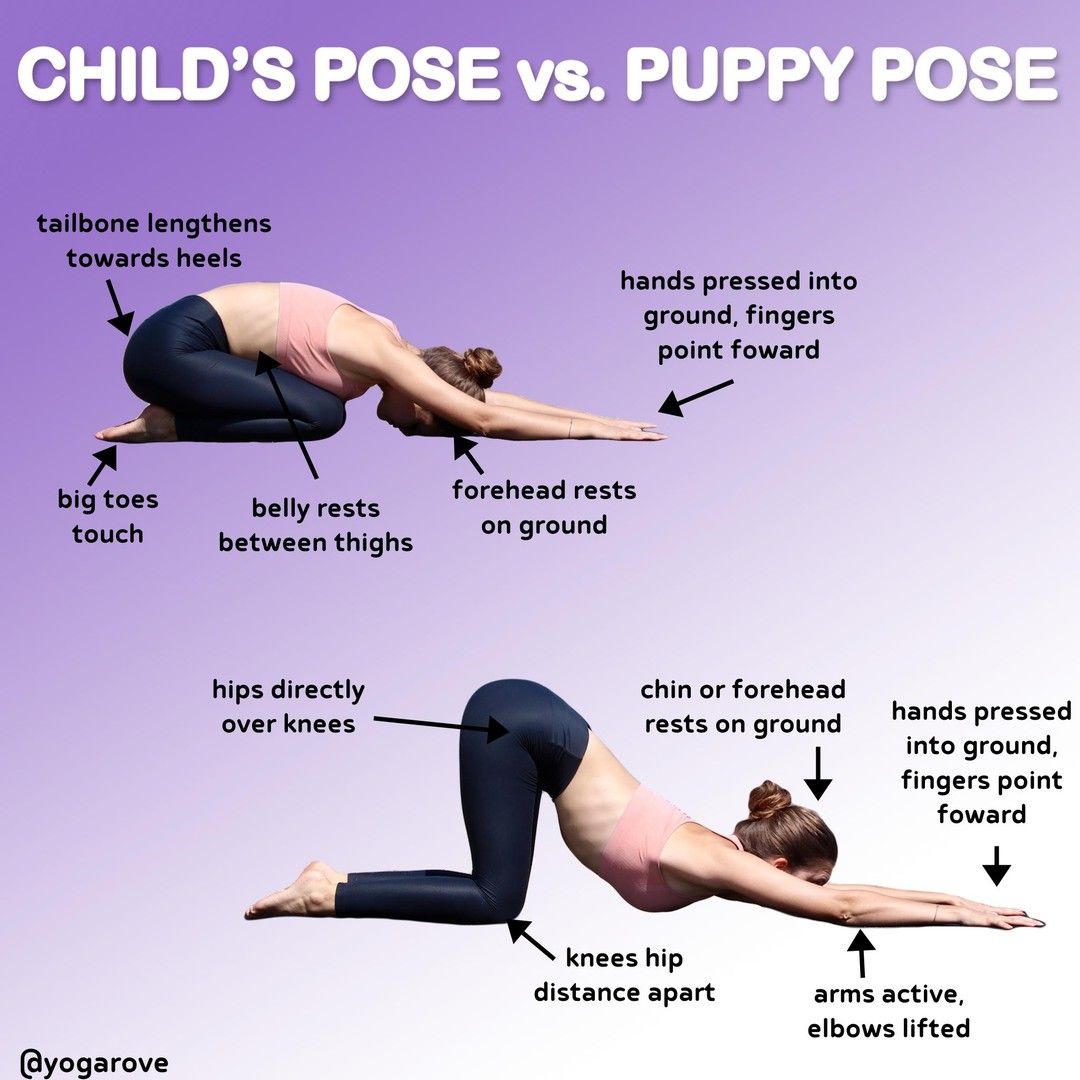 CHILD'S POSE vs. PUPPY POSE
tailbone lengthens
towards heels
hands pressed into
ground, fingers
point foward
big toes
touch
belly rests
between thighs
forehead rests
on ground
hips directly
over knees
chin or forehead
rests on ground
hands pressed
into ground,
fingers point
foward
knees hip
distance apart
arms active,
elbows lifted
@yogarove